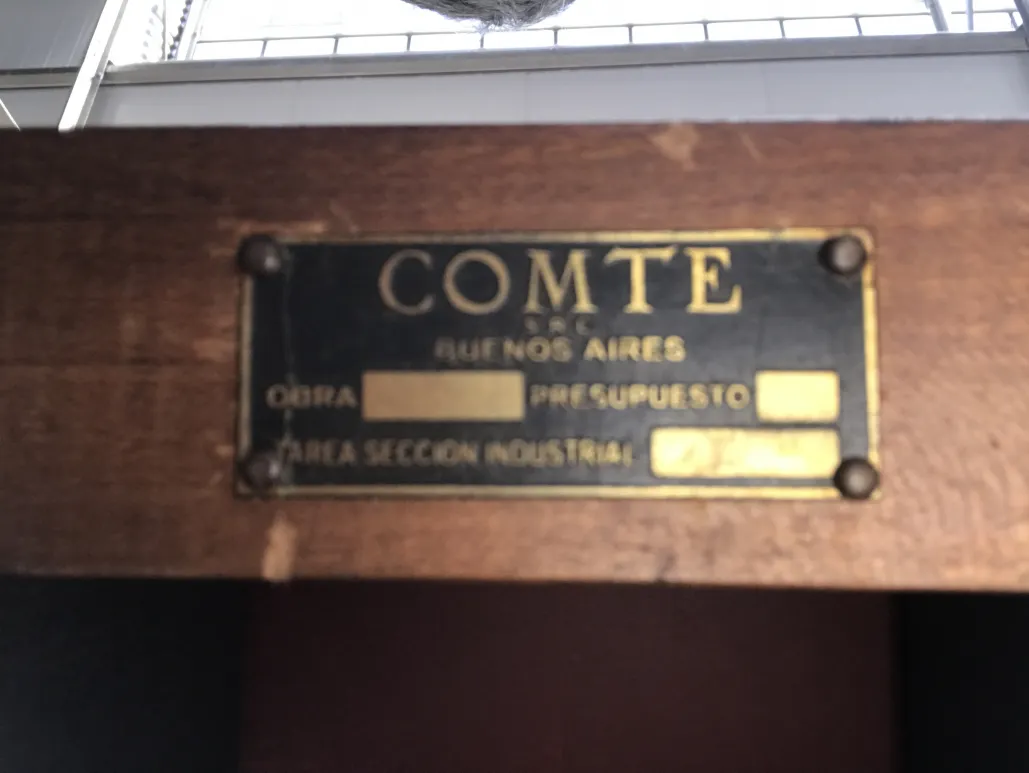 COMTE
S.R.L.
BUENOS AIRES
OBRA PRESUPUESTO
TAREA SECCION INDUSTRIAL